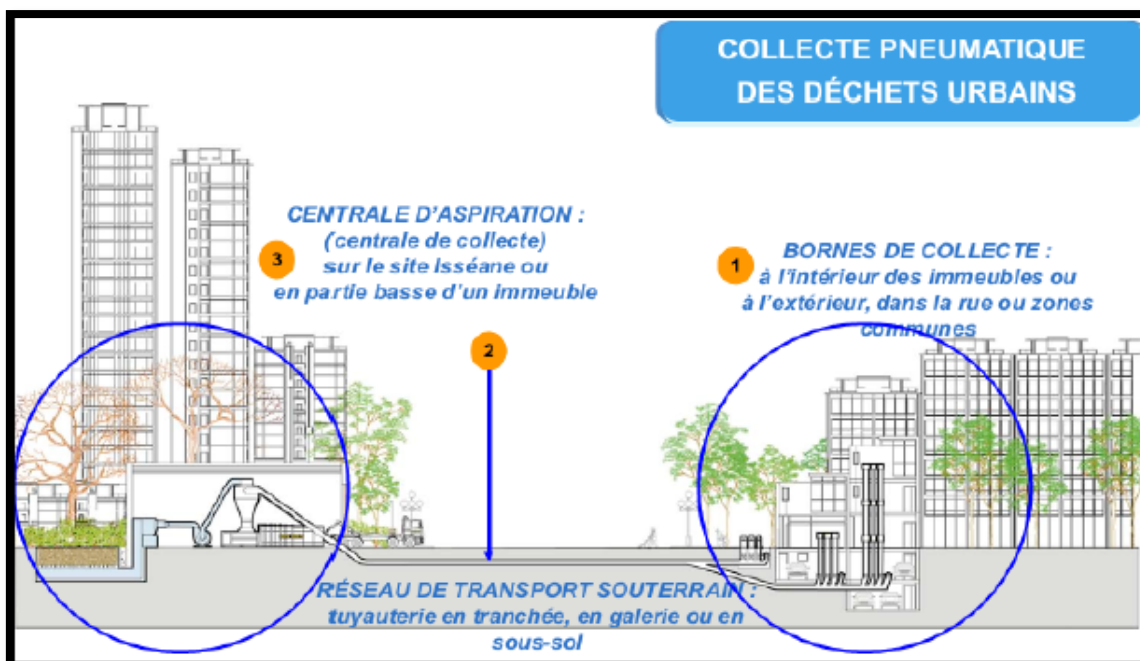 COLLECTE PNEUMATIQUE
DES DÉCHETS URBAINS
CENTRALE D'ASPIRATION :
(centrale de collecte)
3
sur le site Isséane ou
en partie basse d'un immeuble
1
BORNES DE COLLECTE :
à l'intérieur des immeubles ou
à l'extérieur, dans la rue ou zones
communes
2
RÉSEAU DE TRANSPORT SOUTERRAIN :
tuyauterie en tranchée, en galerie ou en
sous-sol